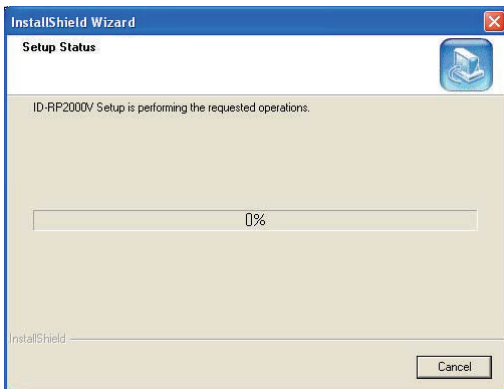 InstallShield Wizard
Setup Status
ID-RP2000V Setup is performing the requested operations.
0%
InstallShield
Cancel